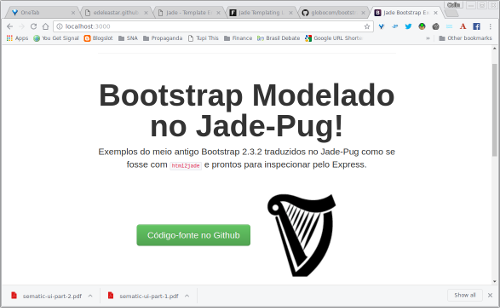 OneTab
Jade - Template
Jade Templating
globocom/bootst
Jade Bootstrap Ex
localhost:3000
Apps
You Get Signal
Blogslot
SNA
Propaganda
Tupi This
Finance
Brasil Debate
Google URL Shorte
Other bookmarks
Bootstrap Modelado
no Jade-Pug!
Exemplos do meio antigo Bootstrap 2.3.2 traduzidos no Jade-Pug como se
fosse com html2jade e prontos para inspecionar pelo Express.
Código-fonte no Github
sematic-ui-part-2.pdf
sematic-ui-part-1.pdf
Show all